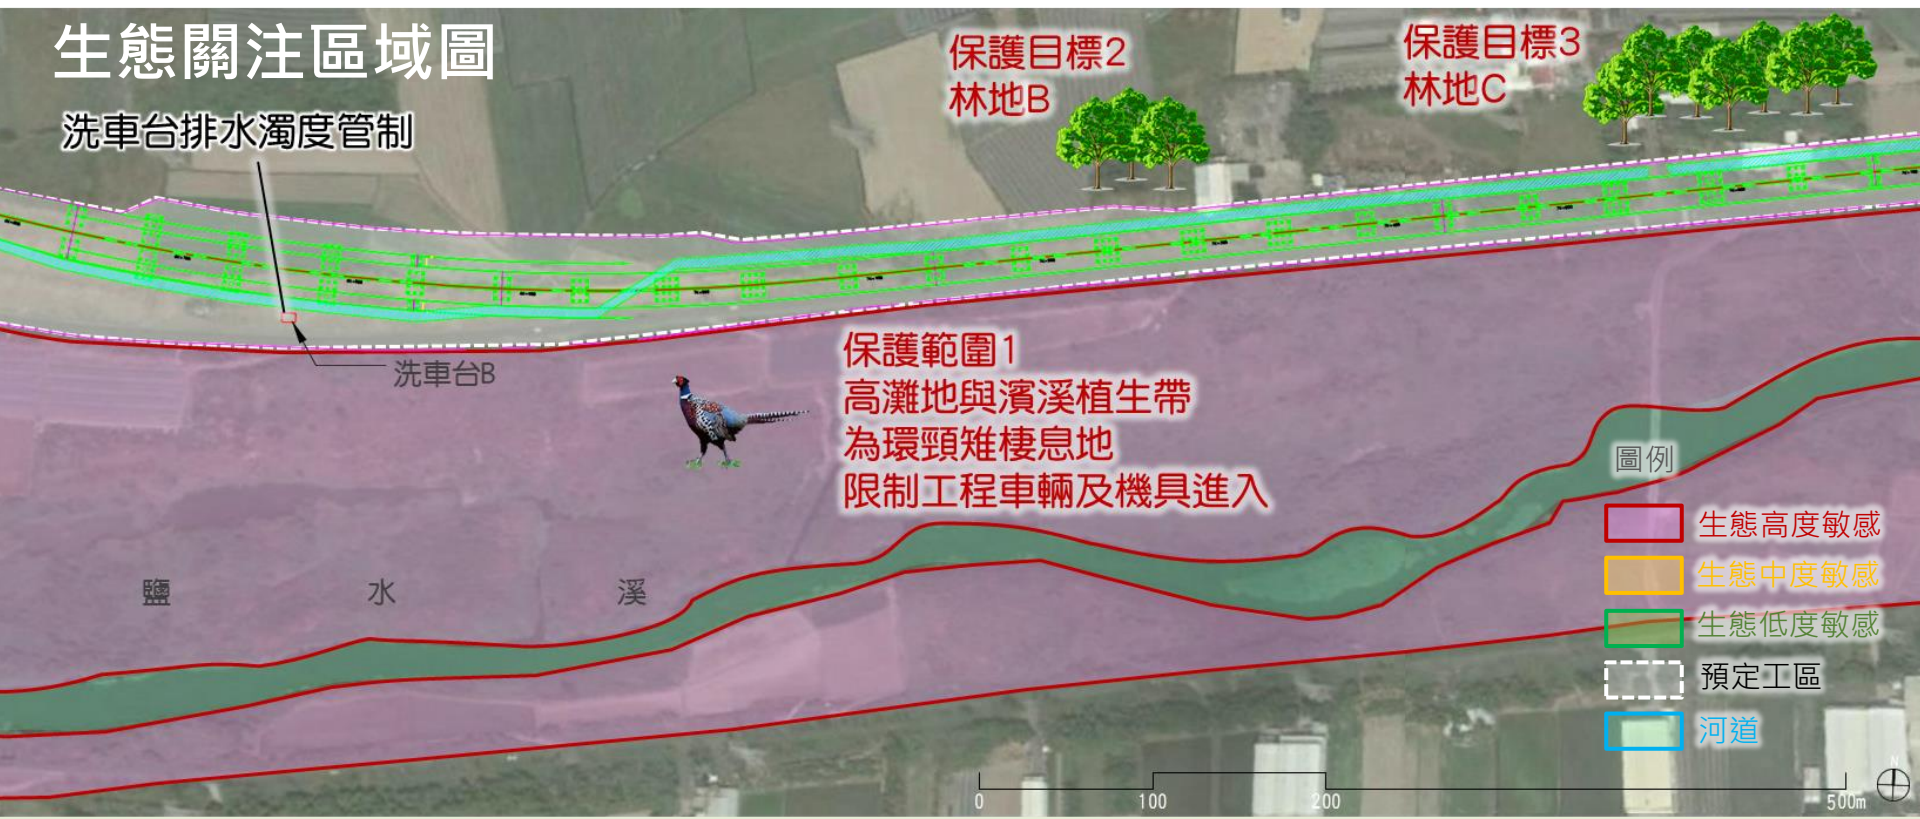 生態關注區域圖
洗車台排水濁度管制
保護目標2
林地B
保護目標3
林地C
洗車台B
保護範圍1
高灘地與濱溪植生帶
為環頸雉棲息地
限制工程車輛及機具進入
鹽水溪
圖例
生態高度敏感
生態中度敏感
生態低度敏感
預定工區
河道
0 100 200 500m
N